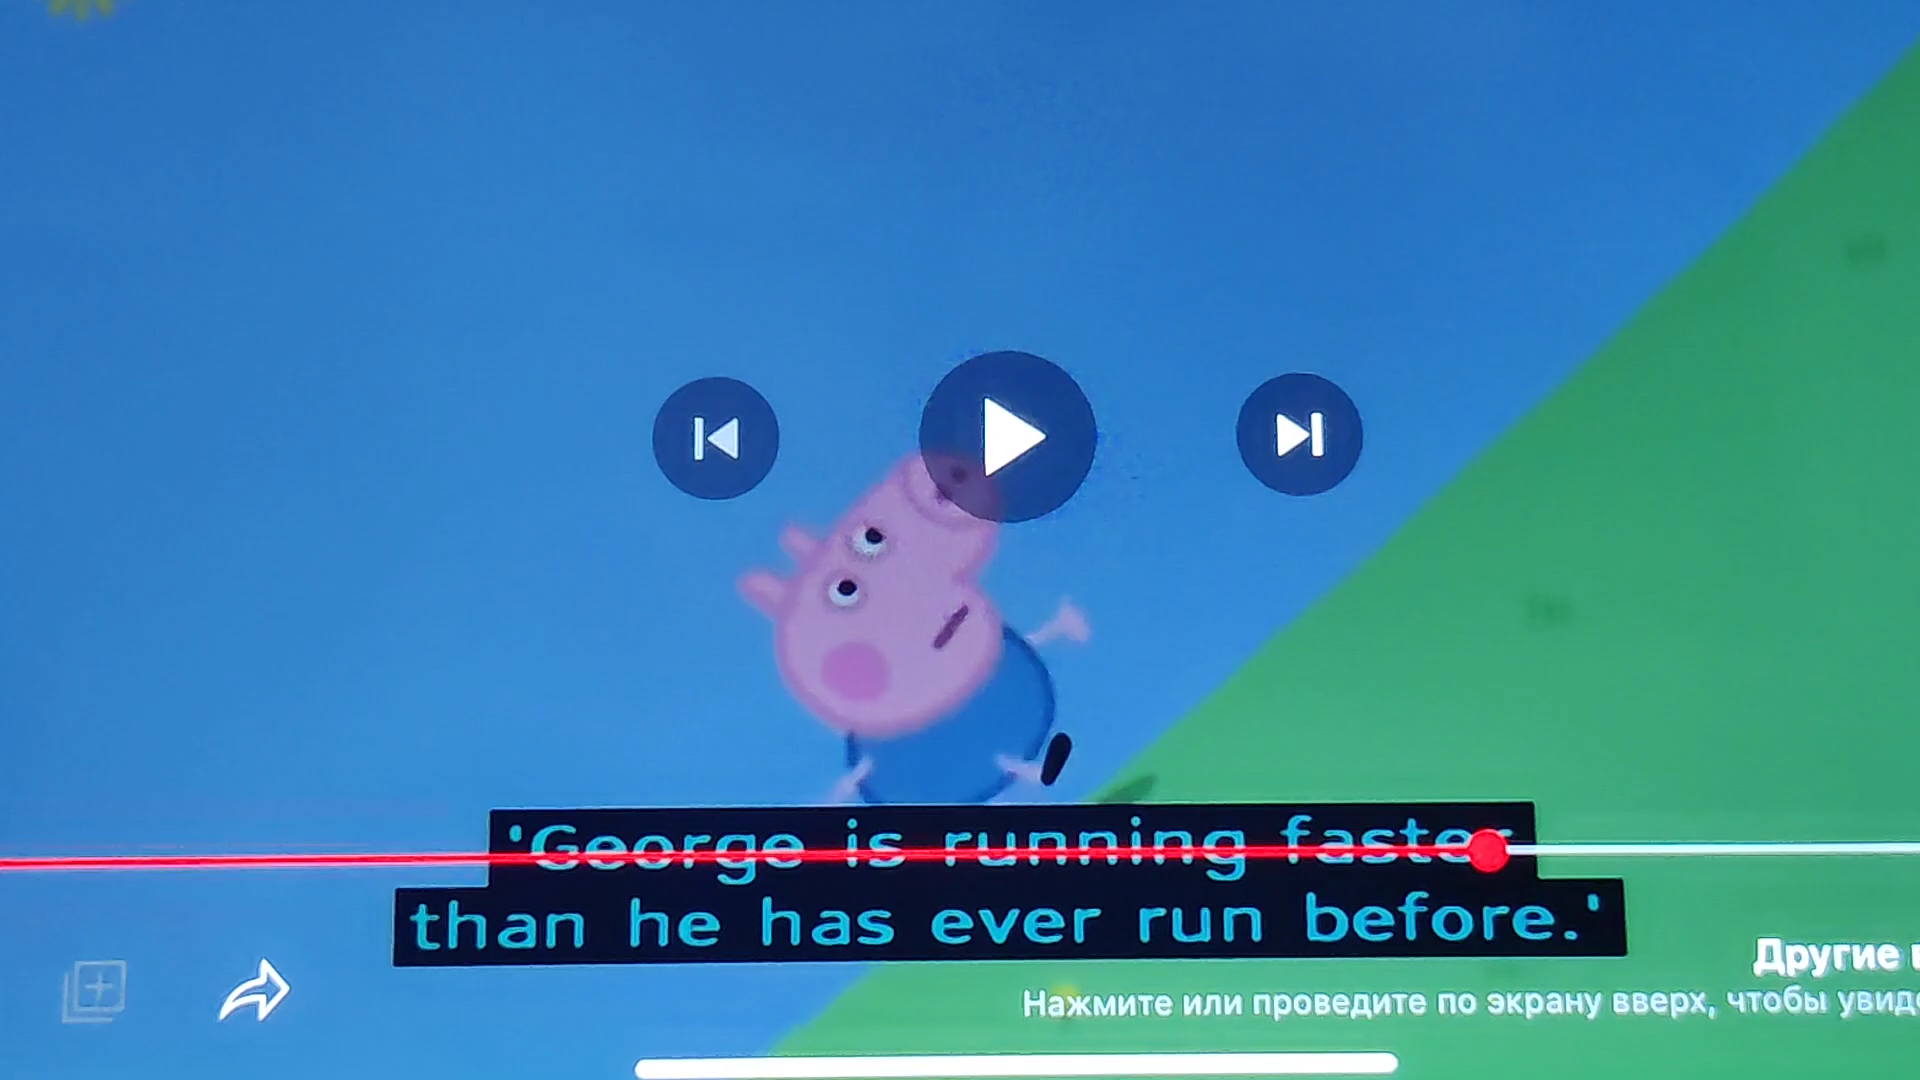 'George is running faster
than he has ever run before.'
Другие
Нажмите или проведите по экрану вверх, чтобы